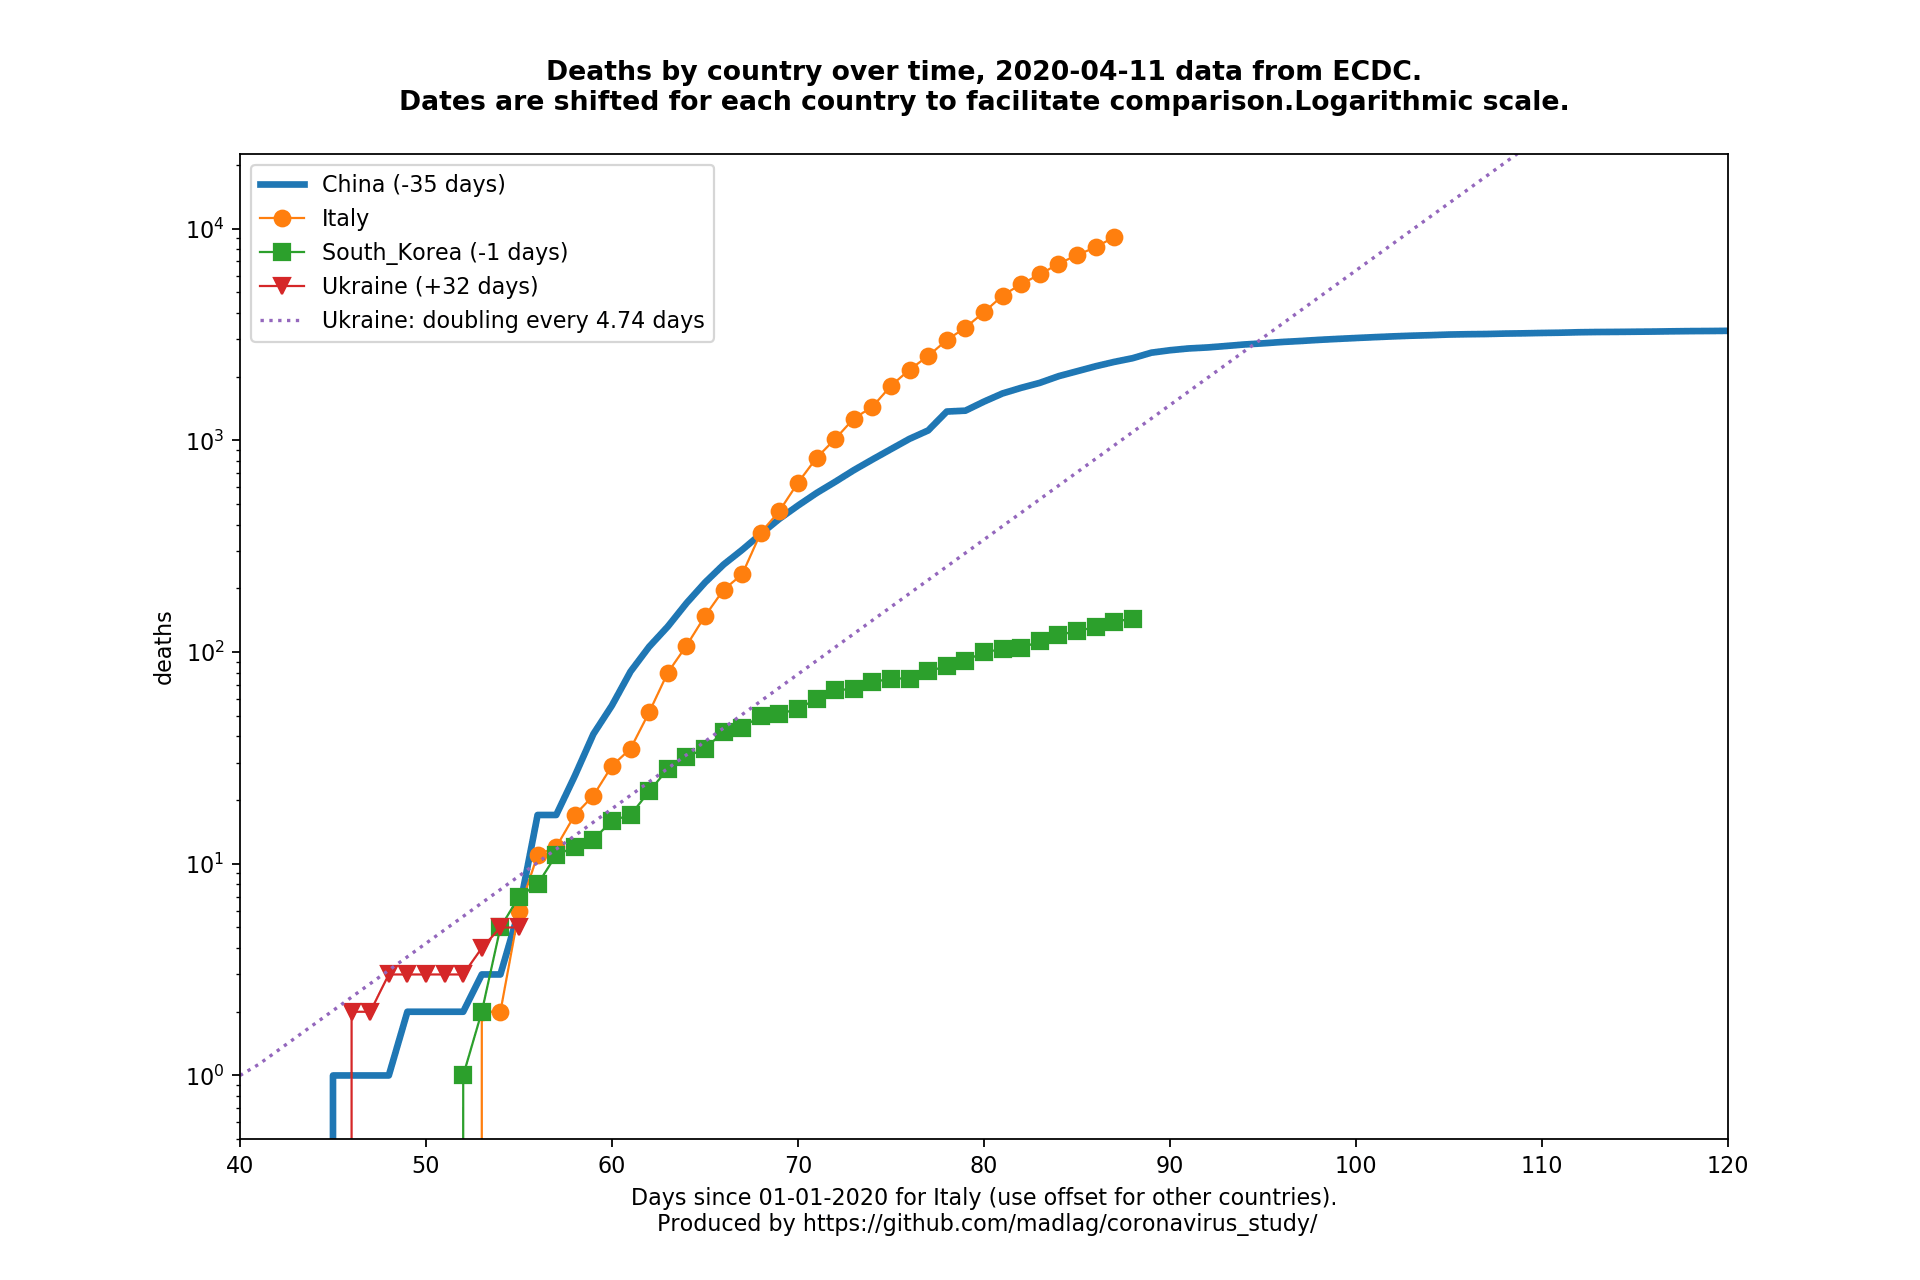 Deaths by country over time, 2020-04-11 data from ECDC.
Dates are shifted for each country to facilitate comparison.Logarithmic scale.
China (-35 days)
Italy
South_Korea (-1 days)
Ukraine (+32 days)
Ukraine: doubling every 4.74 days
10⁴
10³
10²
10¹
10⁰
deaths
40 50 60 70 80 90 100 110 120
Days since 01-01-2020 for Italy (use offset for other countries).
Produced by https://github.com/madlag/coronavirus_study/